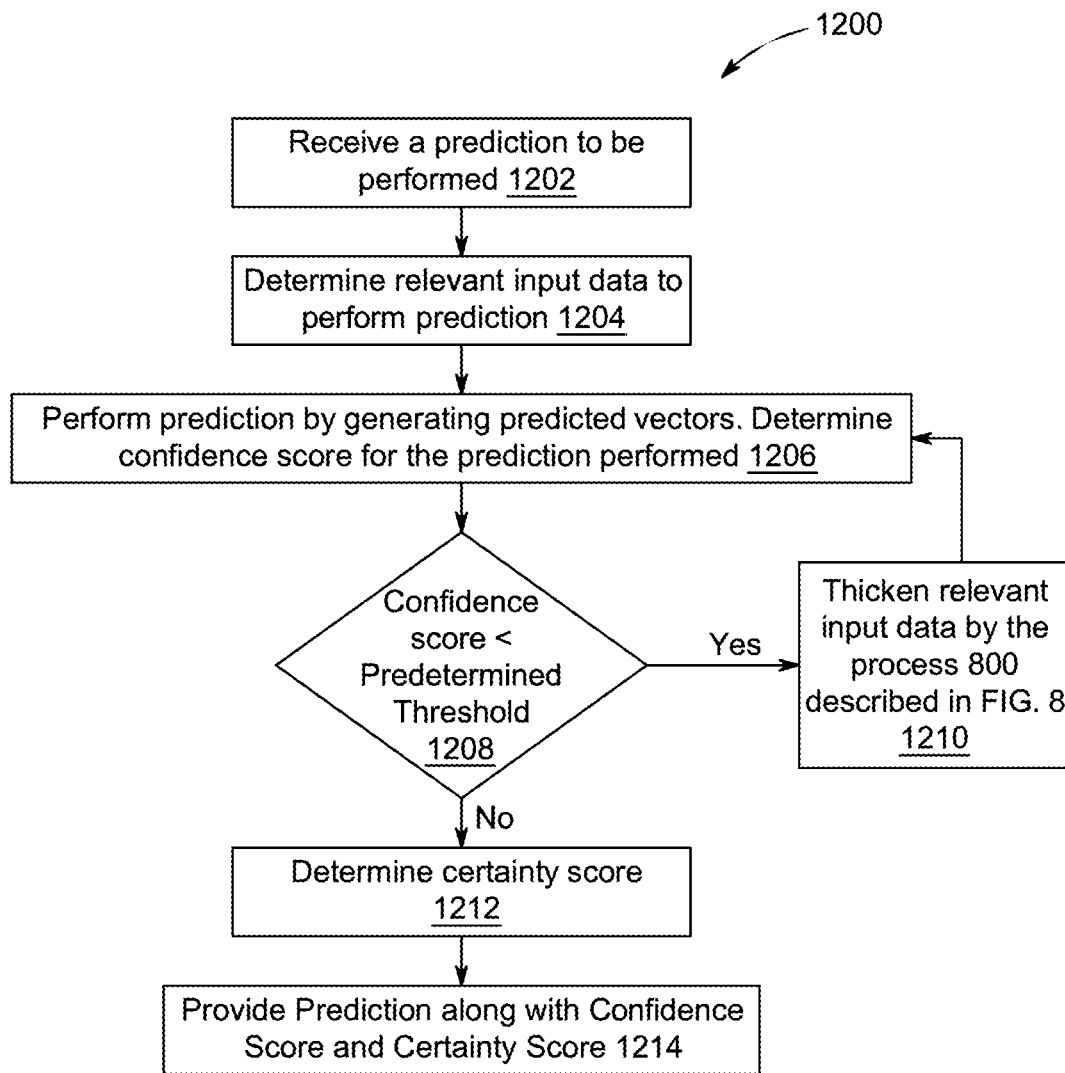 1200
Receive a prediction to be
performed 1202
Determine relevant input data to
perform prediction 1204
Perform prediction by generating predicted vectors. Determine
confidence score for the prediction performed 1206
Confidence
score <
Predetermined
Threshold
1208
Yes
Thicken relevant
input data by the
process 800
described in FIG. 8
1210
No
Determine certainty score
1212
Provide Prediction along with Confidence
Score and Certainty Score 1214